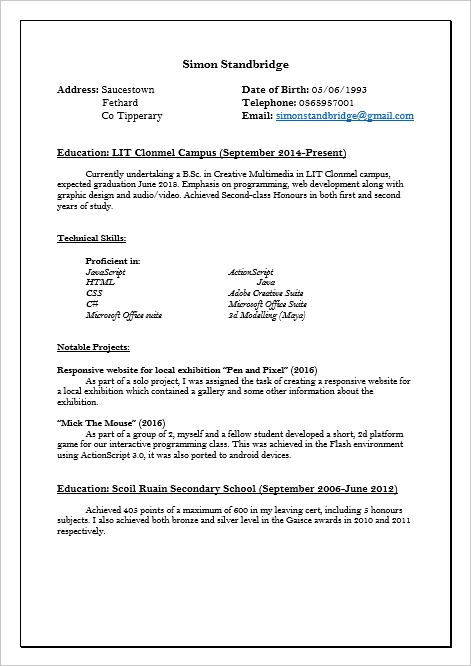 Simon Standbridge
Address: Saucestown
Fethard
Co Tipperary
Date of Birth: 05/06/1993
Telephone: 0868987001
Email: simonstandbridge@gmail.com
Education: LIT Clonmel Campus (September 2014-Present)
Currently undertaking a B.Sc. in Creative Multimedia in LIT Clonmel campus,
expected graduation June 2018. Emphasis on programming, web development along with
graphic design and audio/video. Achieved Second-class Honours in both first and second
years of study.
Technical Skills:
Proficient in:
JavaScript ActionScript
HTML Java
CSS Adobe Creative Suite
C# Microsoft Office Suite
Microsoft Office suite 3d Modelling (Maya)
Notable Projects:
Responsive website for local exhibition "Pen and Pixel" (2016)
As part of a solo project, I was assigned the task of creating a responsive website for
a local exhibition which contained a gallery and some other information about the
exhibition.
"Mick The Mouse" (2016)
As part of a group of 2, myself and a fellow student developed a short, 2d platform
game for our interactive programming class. This was achieved in the Flash environment
using ActionScript 3.0, it was also ported to android devices.
Education: Scoil Ruain Secondary School (September 2006-June 2012)
Achieved 405 points of a maximum of 600 in my leaving cert, including 5 honours
subjects. I also achieved both bronze and silver level in the Gaisce awards in 2010 and 2011
respectively.